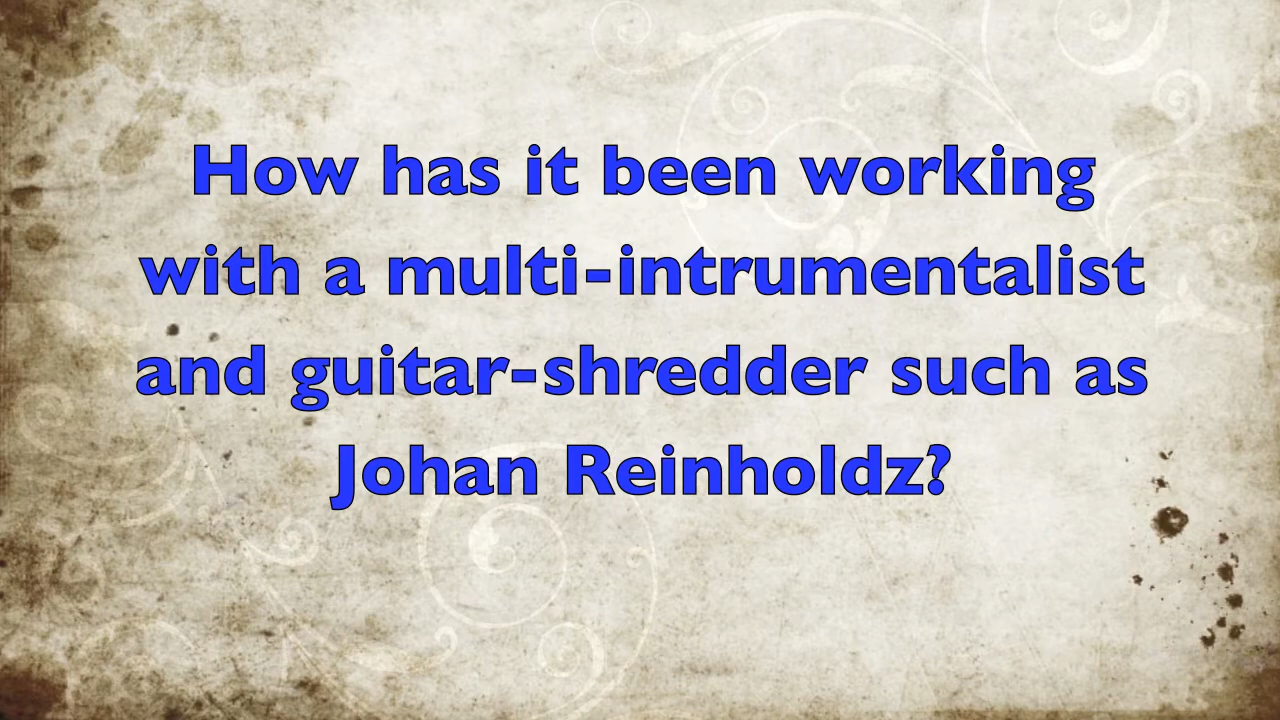 How has it been working
with a multi-intrumentalist
and guitar-shredder such as
Johan Reinholdz?